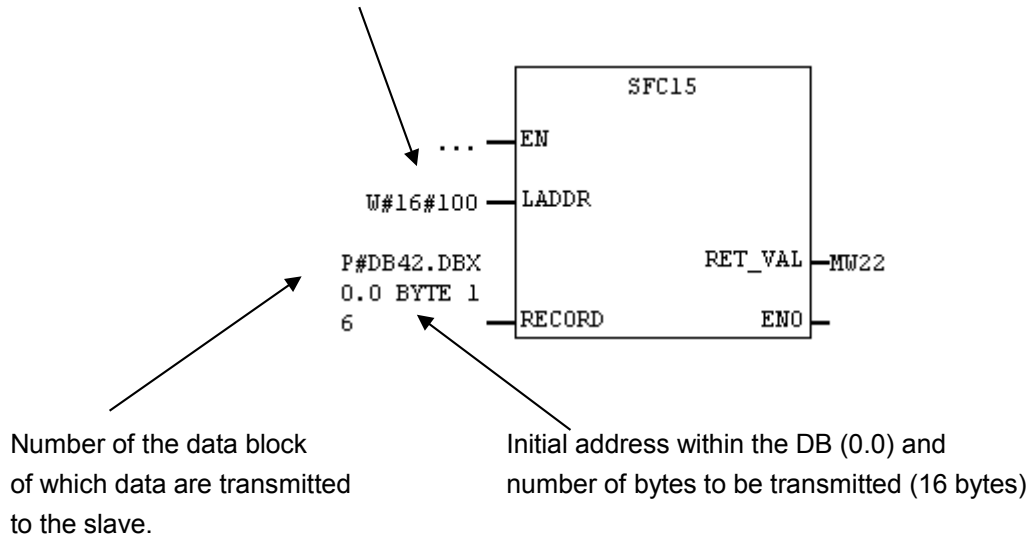 SFC15
... EN
W#16#100 LADDR
P#DB42.DBX RET_VAL MW22
0.0 BYTE 1
6 RECORD ENO
Number of the data block
of which data are transmitted
to the slave.
Initial address within the DB (0.0) and
number of bytes to be transmitted (16 bytes)